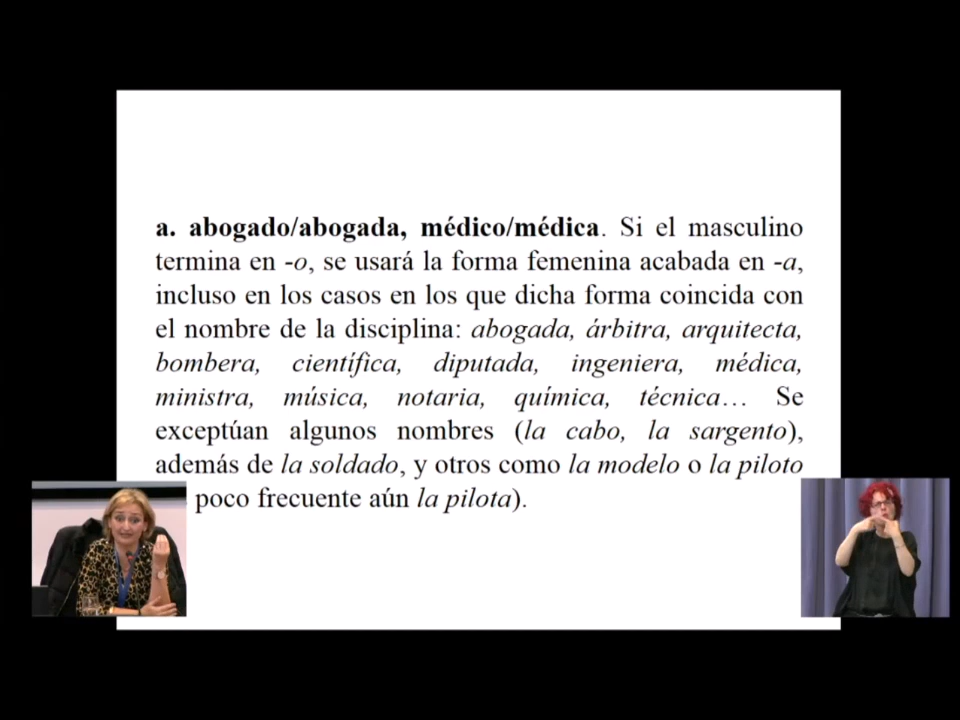 a. abogado/abogada, médico/médica. Si el masculino
termina en -o, se usará la forma femenina acabada en -a,
incluso en los casos en los que dicha forma coincida con
el nombre de la disciplina: abogada, árbitra, arquitecta,
bombera, científica, diputada, ingeniera, médica,
ministra, música, notaria, química, técnica… Se
exceptúan algunos nombres (la cabo, la sargento),
además de la soldado, y otros como la modelo o la piloto
poco frecuente aún la pilota).